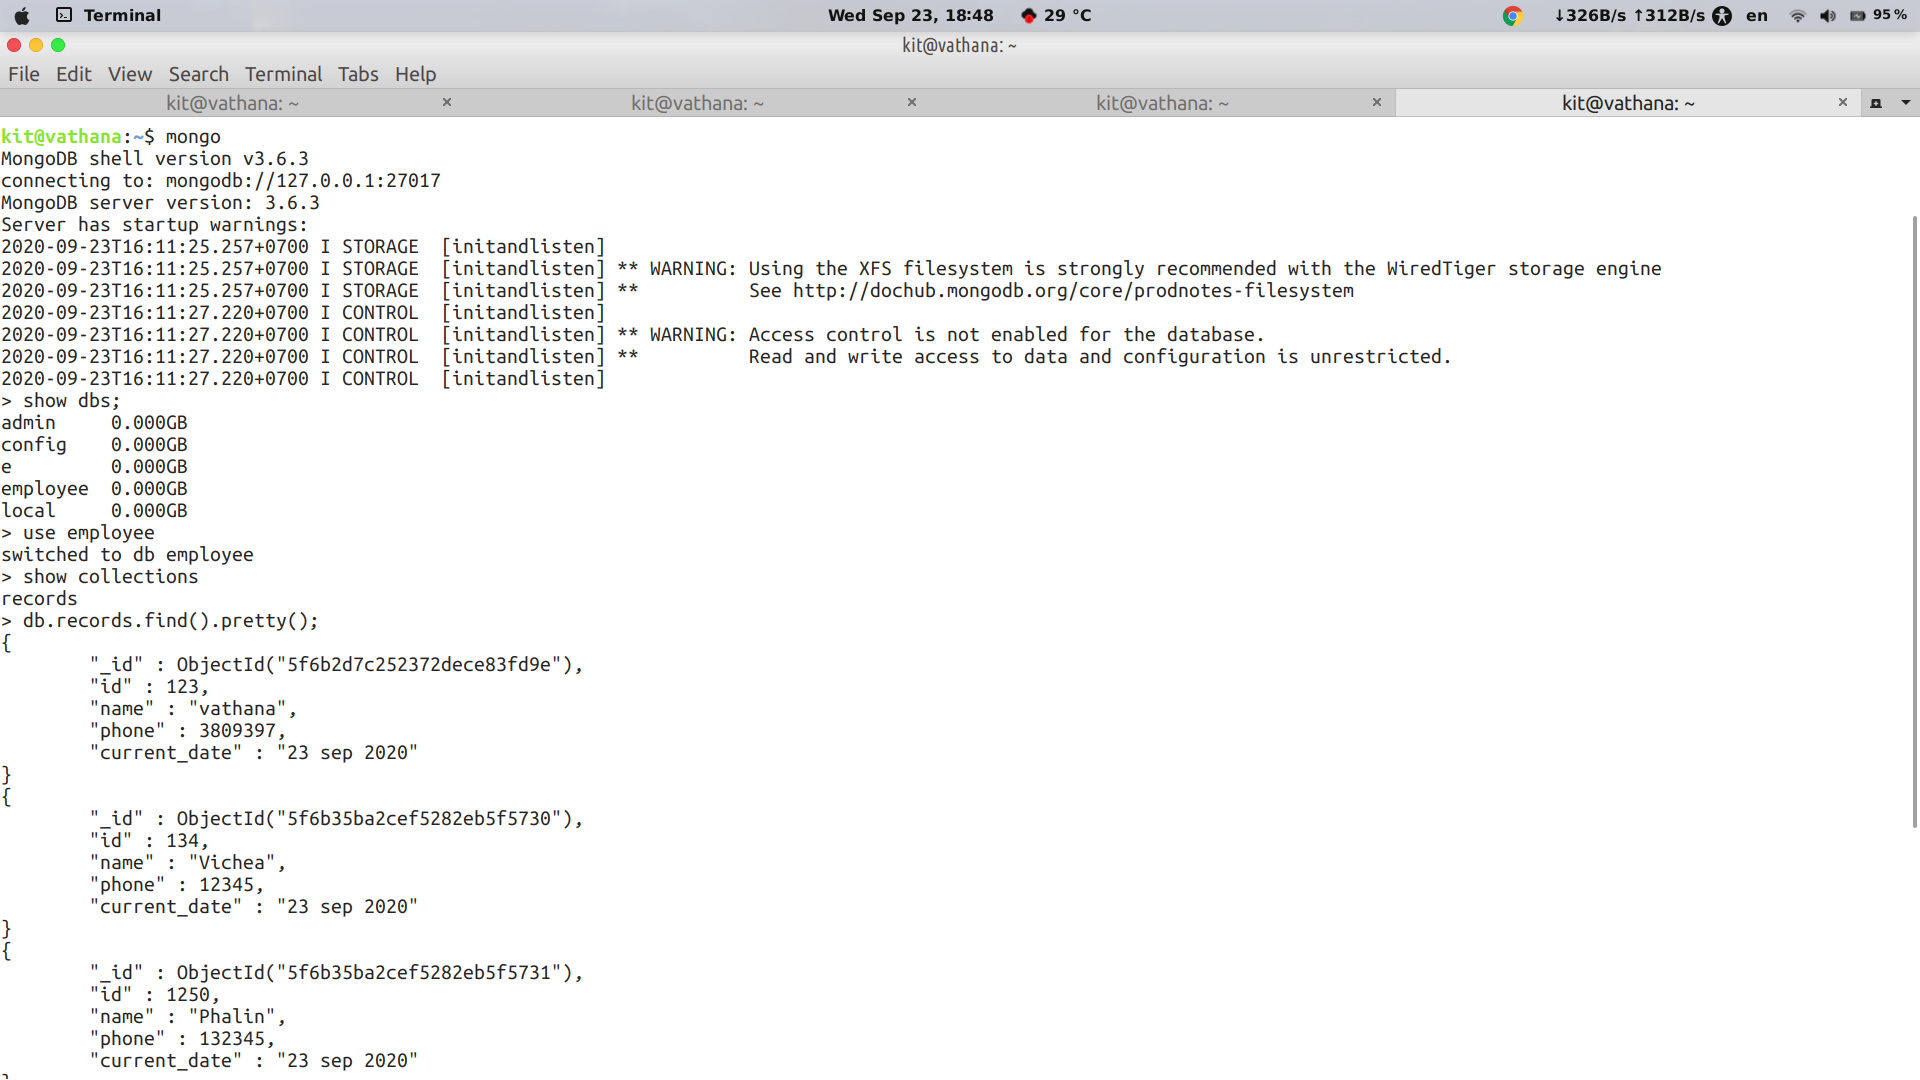 Terminal Wed Sep 23, 18:48 29 °C ↓326B/s ↑312B/s en 95%
kit@vathana: ~
File Edit View Search Terminal Tabs Help
kit@vathana: ~ × kit@vathana: ~ × kit@vathana: ~ × kit@vathana: ~ ×
kit@vathana:~$ mongo
MongoDB shell version v3.6.3
connecting to: mongodb://127.0.0.1:27017
MongoDB server version: 3.6.3
Server has startup warnings:
2020-09-23T16:11:25.257+0700 I STORAGE  [initandlisten]
2020-09-23T16:11:25.257+0700 I STORAGE  [initandlisten] ** WARNING: Using the XFS filesystem is strongly recommended with the WiredTiger storage engine
2020-09-23T16:11:25.257+0700 I STORAGE  [initandlisten] **          See http://dochub.mongodb.org/core/prodnotes-filesystem
2020-09-23T16:11:27.220+0700 I CONTROL  [initandlisten]
2020-09-23T16:11:27.220+0700 I CONTROL  [initandlisten] ** WARNING: Access control is not enabled for the database.
2020-09-23T16:11:27.220+0700 I CONTROL  [initandlisten] **          Read and write access to data and configuration is unrestricted.
2020-09-23T16:11:27.220+0700 I CONTROL  [initandlisten]
> show dbs;
admin     0.000GB
config    0.000GB
e         0.000GB
employee  0.000GB
local     0.000GB
> use employee
switched to db employee
> show collections
records
> db.records.find().pretty();
{
        "_id" : ObjectId("5f6b2d7c252372dece83fd9e"),
        "id" : 123,
        "name" : "vathana",
        "phone" : 3809397,
        "current_date" : "23 sep 2020"
}
{
        "_id" : ObjectId("5f6b35ba2cef5282eb5f5730"),
        "id" : 134,
        "name" : "Vichea",
        "phone" : 12345,
        "current_date" : "23 sep 2020"
}
{
        "_id" : ObjectId("5f6b35ba2cef5282eb5f5731"),
        "id" : 1250,
        "name" : "Phalin",
        "phone" : 132345,
        "current_date" : "23 sep 2020"
}